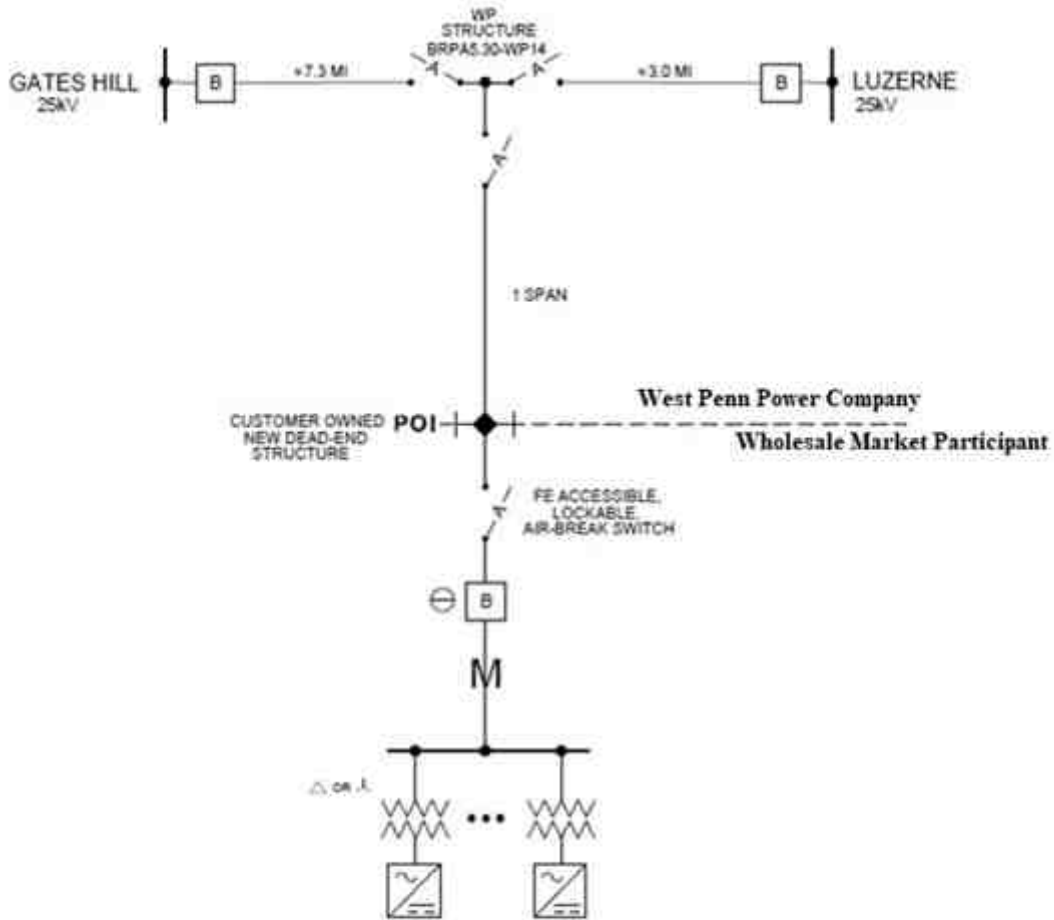 WP
STRUCTURE
BRPA5.30-WP14
GATES HILL
25kV
B
≈7.3 MI
A
A
≈3.0 MI
B
LUZERNE
25kV
A
1 SPAN
West Penn Power Company
CUSTOMER OWNED
NEW DEAD-END
STRUCTURE
POI
Wholesale Market Participant
FE ACCESSIBLE,
LOCKABLE,
AIR-BREAK SWITCH
A
B
M
OR